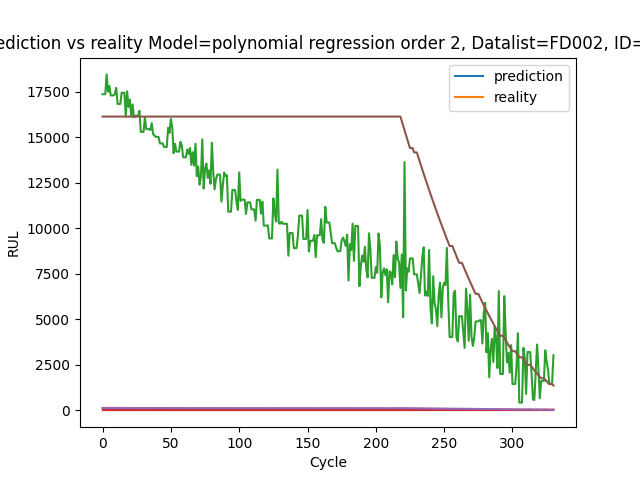 ediction vs reality Model=polynomial regression order 2, Datalist=FD002, ID=
prediction
reality
17500
15000
12500
10000
7500
5000
2500
0
RUL
0 50 100 150 200 250 300
Cycle